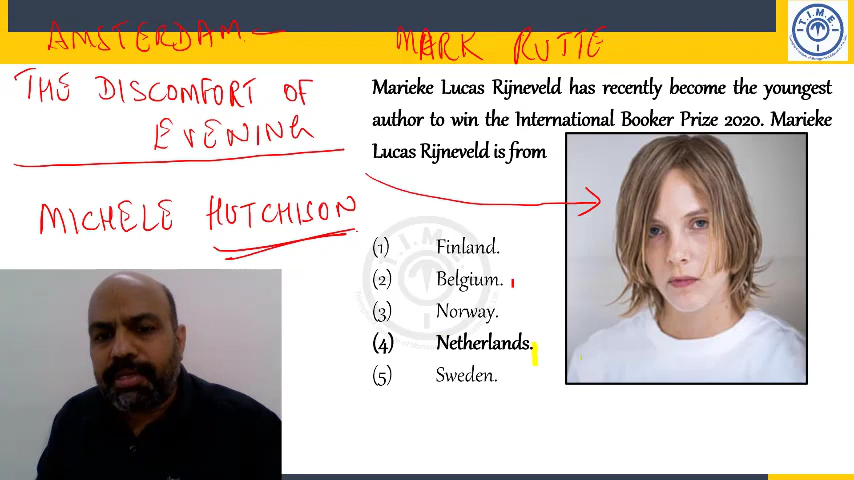 AMSTERDAM
MARK RUTTE
T.I.M.E.
THE DISCOMFORT OF
EVENING
MICHELE HUTCHISON
Marieke Lucas Rijneveld has recently become the youngest
author to win the International Booker Prize 2020. Marieke
Lucas Rijneveld is from
(1) Finland.
(2) Belgium.
(3) Norway.
(4) Netherlands.
(5) Sweden.
T.I.M.E.